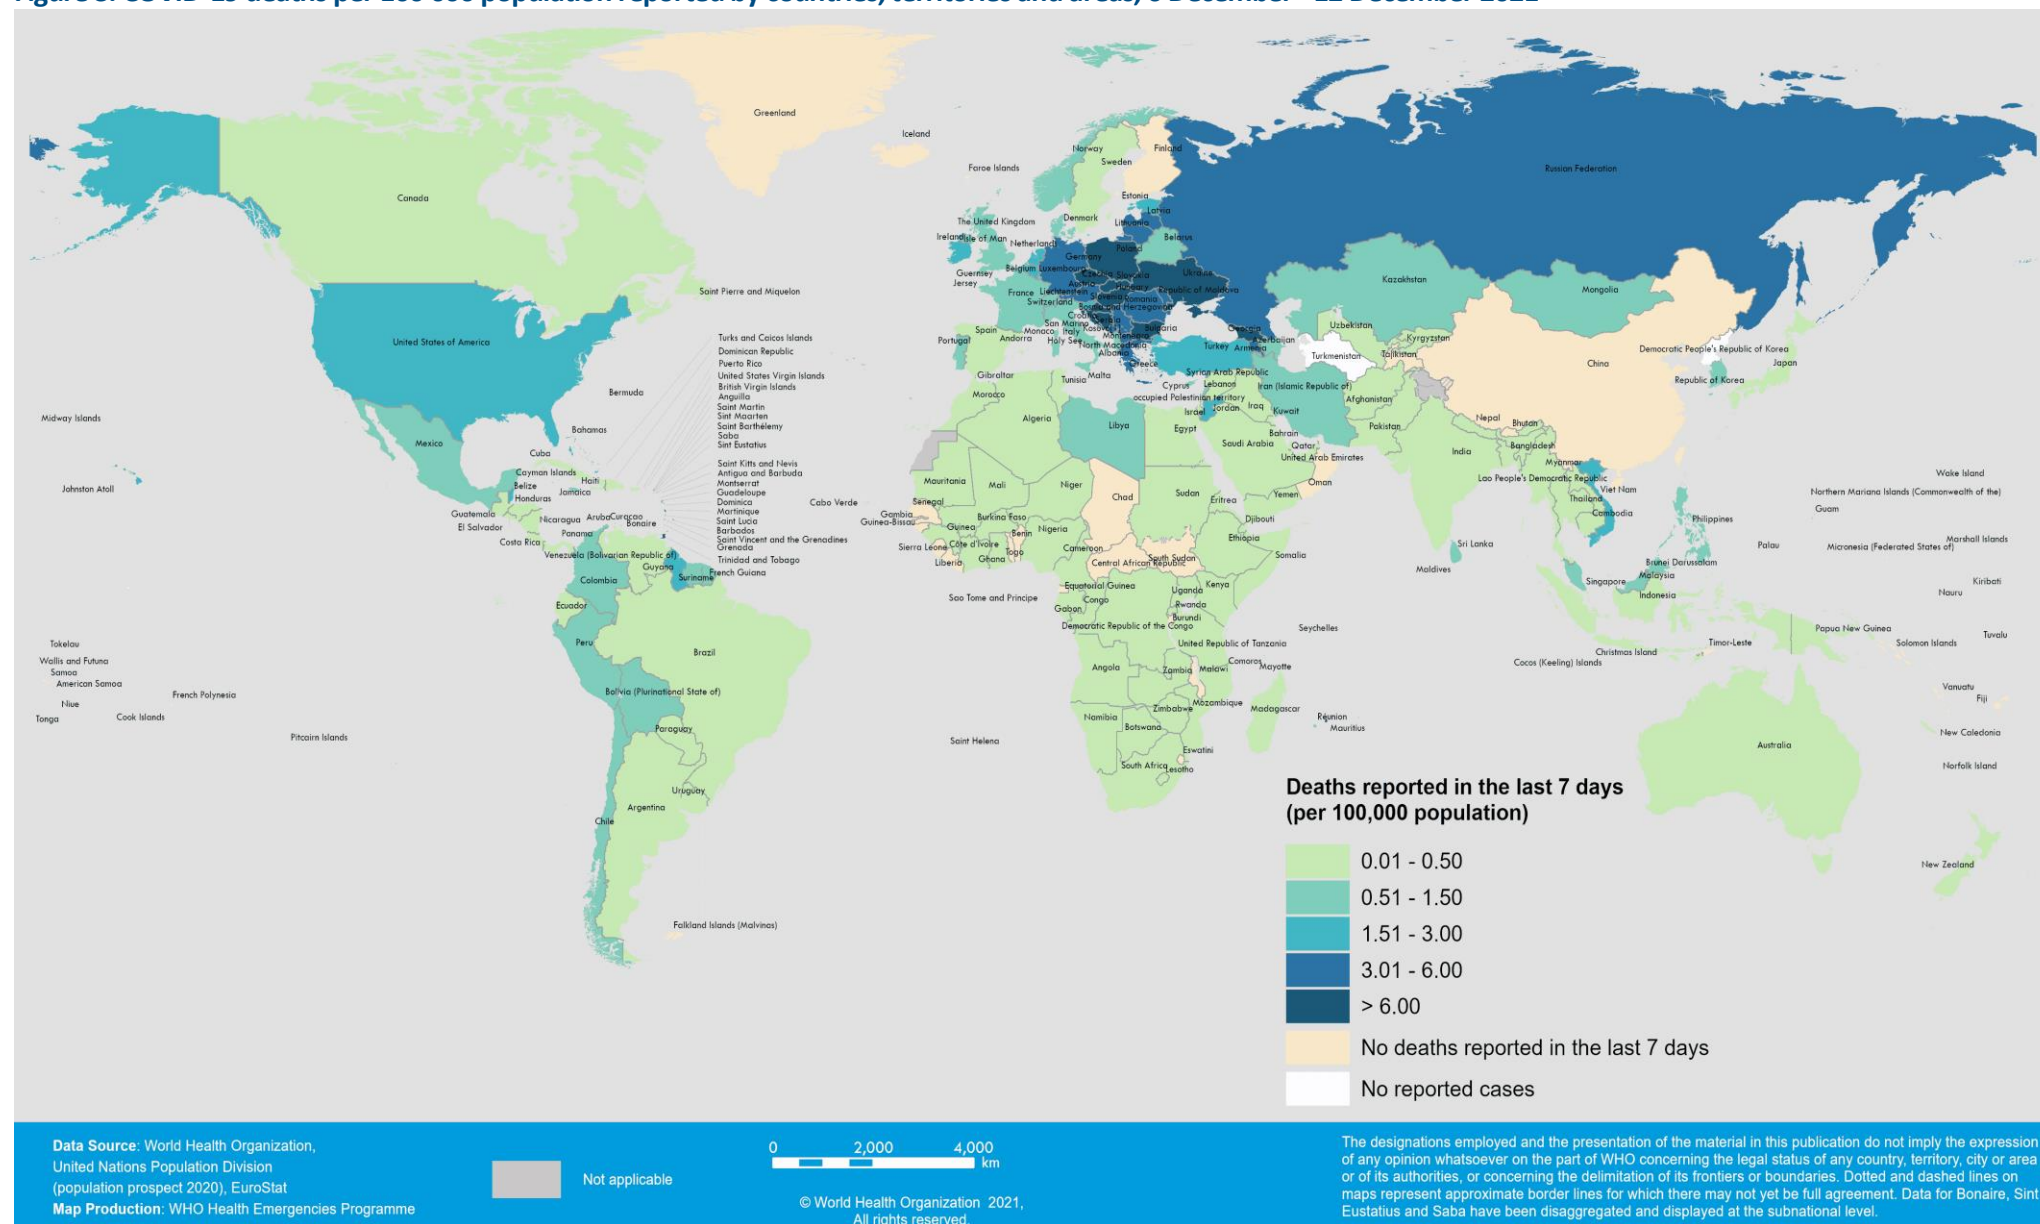 Greenland
Iceland
Faroe Islands
Norway
Sweden
Finland
Russian Federation
Canada
Estonia
Latvia
Lithuania
Denmark
The United Kingdom
Ireland
Isle of Man
Netherlands
Belarus
Poland
Germany
Guernsey
Jersey
Belgium
Luxembourg
Czechia
Slovakia
Ukraine
Kazakhstan
Mongolia
Saint Pierre and Miquelon
France
Liechtenstein
Austria
Hungary
Republic of Moldova
Switzerland
Slovenia
Romania
Bosnia and Herzegovina
Croatia
Serbia
San Marino
Monaco
Italy
Kosovo[1]
Montenegro
Bulgaria
Spain
Andorra
Portugal
Holy See
North Macedonia
Albania
Greece
Georgia
Azerbaijan
Turkey
Armenia
Uzbekistan
Kyrgyzstan
Turkmenistan
Tajikistan
China
Democratic People's Republic of Korea
Japan
Republic of Korea
United States of America
Turks and Caicos Islands
Dominican Republic
Puerto Rico
United States Virgin Islands
British Virgin Islands
Anguilla
Saint Martin
Sint Maarten
Saint Barthélemy
Saba
Sint Eustatius
Saint Kitts and Nevis
Antigua and Barbuda
Montserrat
Guadeloupe
Dominica
Martinique
Saint Lucia
Barbados
Saint Vincent and the Grenadines
Grenada
Trinidad and Tobago
French Guiana
Bermuda
Midway Islands
Bahamas
Mexico
Cuba
Johnston Atoll
Cayman Islands
Haiti
Belize
Jamaica
Honduras
Guatemala
El Salvador
Nicaragua
Aruba
Curaçao
Bonaire
Costa Rica
Panama
Venezuela (Bolivarian Republic of)
Guyana
Suriname
Colombia
Ecuador
Peru
Brazil
Bolivia (Plurinational State of)
Paraguay
Uruguay
Argentina
Chile
Falkland Islands (Malvinas)
Tokelau
Wallis and Futuna
Samoa
American Samoa
Niue
Tonga
Cook Islands
French Polynesia
Pitcairn Islands
Gibraltar
Tunisia
Malta
Cyprus
Syrian Arab Republic
Lebanon
Iran (Islamic Republic of)
occupied Palestinian territory
Israel
Jordan
Iraq
Kuwait
Afghanistan
Morocco
Algeria
Libya
Egypt
Saudi Arabia
Bahrain
Qatar
United Arab Emirates
Oman
Yemen
Pakistan
India
Nepal
Bhutan
Bangladesh
Myanmar
Lao People's Democratic Republic
Viet Nam
Thailand
Cambodia
Philippines
Sri Lanka
Maldives
Brunei Darussalam
Malaysia
Singapore
Indonesia
Wake Island
Northern Mariana Islands (Commonwealth of the)
Guam
Palau
Micronesia (Federated States of)
Marshall Islands
Kiribati
Nauru
Papua New Guinea
Solomon Islands
Tuvalu
Timor-Leste
Christmas Island
Cocos (Keeling) Islands
Vanuatu
Fiji
New Caledonia
Norfolk Island
Australia
New Zealand
Cabo Verde
Mauritania
Mali
Niger
Chad
Sudan
Eritrea
Djibouti
Ethiopia
Somalia
Senegal
Gambia
Guinea-Bissau
Guinea
Burkina Faso
Nigeria
Benin
Sierra Leone
Côte d'Ivoire
Liberia
Ghana
Togo
Cameroon
Central African Republic
South Sudan
Sao Tome and Principe
Equatorial Guinea
Gabon
Congo
Uganda
Kenya
Rwanda
Burundi
Democratic Republic of the Congo
United Republic of Tanzania
Seychelles
Angola
Zambia
Malawi
Comoros
Mayotte
Mozambique
Madagascar
Zimbabwe
Namibia
Botswana
Réunion
Mauritius
Saint Helena
Eswatini
South Africa
Lesotho
Deaths reported in the last 7 days
(per 100,000 population)
0.01 - 0.50
0.51 - 1.50
1.51 - 3.00
3.01 - 6.00
> 6.00
No deaths reported in the last 7 days
No reported cases
Data Source: World Health Organization,
United Nations Population Division
(population prospect 2020), EuroStat
Map Production: WHO Health Emergencies Programme
Not applicable
0 2,000 4,000
km
© World Health Organization 2021,
All rights reserved.
The designations employed and the presentation of the material in this publication do not imply the expression
of any opinion whatsoever on the part of WHO concerning the legal status of any country, territory, city or area
or of its authorities, or concerning the delimitation of its frontiers or boundaries. Dotted and dashed lines on
maps represent approximate border lines for which there may not yet be full agreement. Data for Bonaire, Sint
Eustatius and Saba have been disaggregated and displayed at the subnational level.